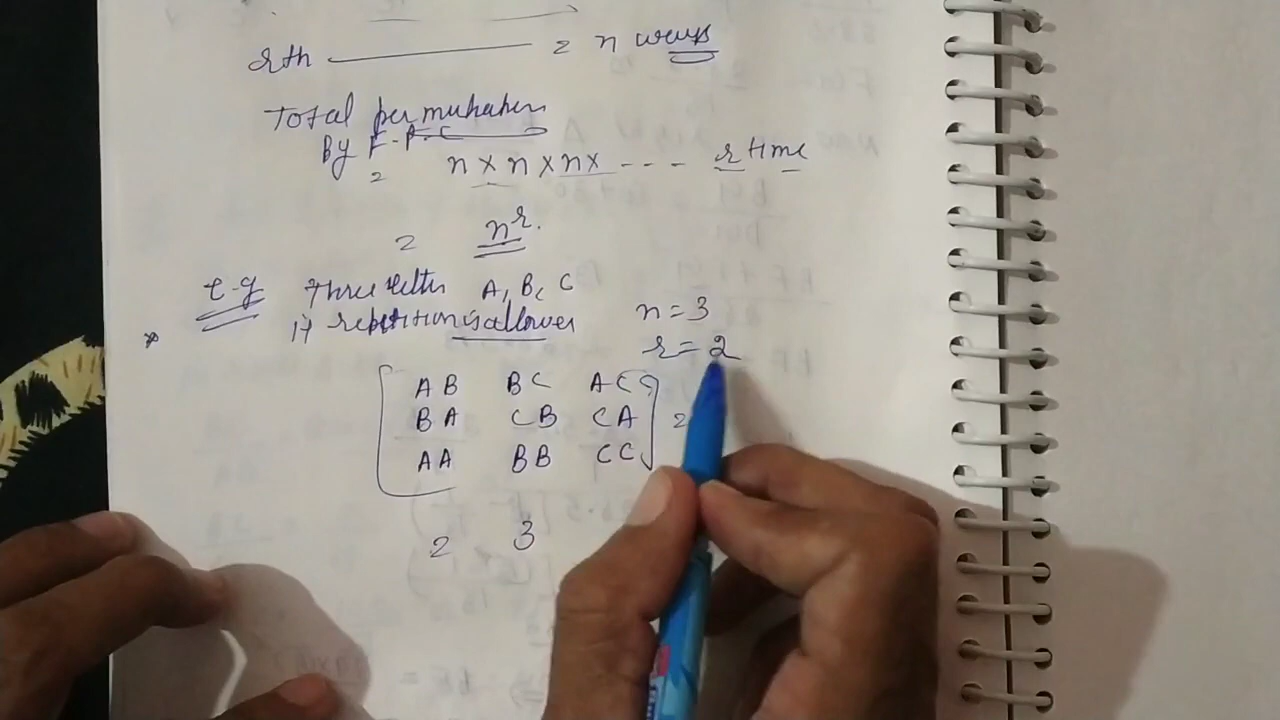 rth = n ways
Total permutation
By F.P.C
= n × n × n × - - - - r time
= n^r.
e.g Three letter A, B, C
* if repetition is allowed n = 3
r = 2
AB BC AC
BA CB CA =
AA BB CC
= 3